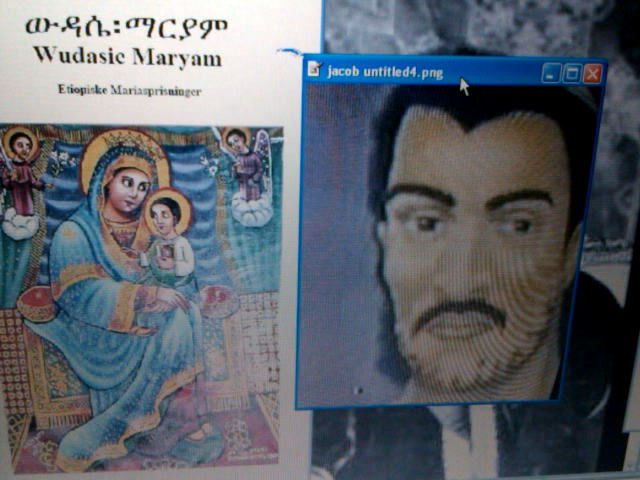 ውዳሴ፡ማርያም
Wudasie Maryam
Etiopiske Mariasprisninger
jacob untitled4.png